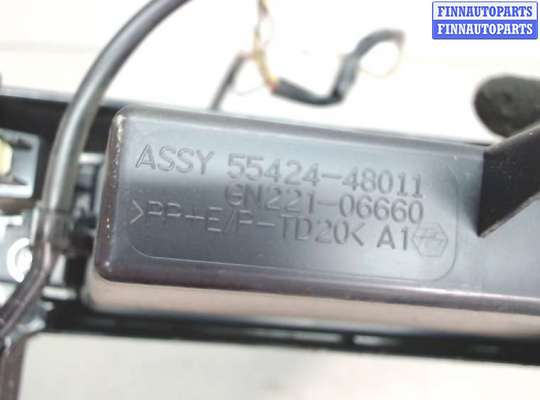 FINNAUTOPARTS
FINNAUTOPARTS
ASSY 55424-48011
GN221-06660
>PP+E/P-TD20< A1